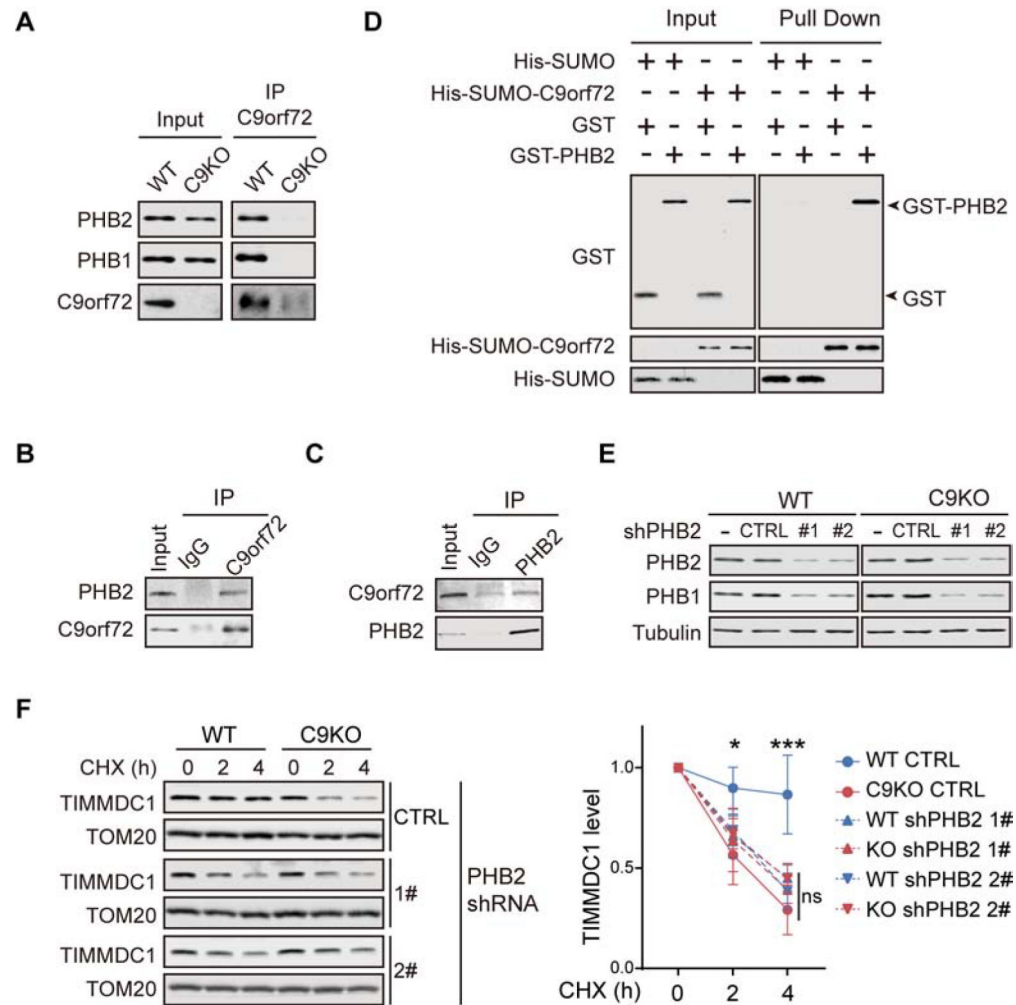 A
Input
IP
C9orf72
WT
C9KO
WT
C9KO
PHB2
PHB1
C9orf72
D
Input
Pull Down
His-SUMO + + - - + + - -
His-SUMO-C9orf72 - - + + - - + +
GST + - + - + - + -
GST-PHB2 - + - + - + - +
GST
GST-PHB2
GST
His-SUMO-C9orf72
His-SUMO
B
IP
Input
IgG
C9orf72
PHB2
C9orf72
C
IP
Input
IgG
PHB2
C9orf72
PHB2
E
WT
C9KO
shPHB2 - CTRL #1 #2 - CTRL #1 #2
PHB2
PHB1
Tubulin
F
WT
C9KO
CHX (h) 0 2 4 0 2 4
TIMMDC1
TOM20
CTRL
TIMMDC1
TOM20
1#
TIMMDC1
TOM20
2#
PHB2
shRNA
TIMMDC1 level
1.0
0.5
0.0
* ***
ns
CHX (h) 0 2 4
WT CTRL
C9KO CTRL
WT shPHB2 1#
KO shPHB2 1#
WT shPHB2 2#
KO shPHB2 2#